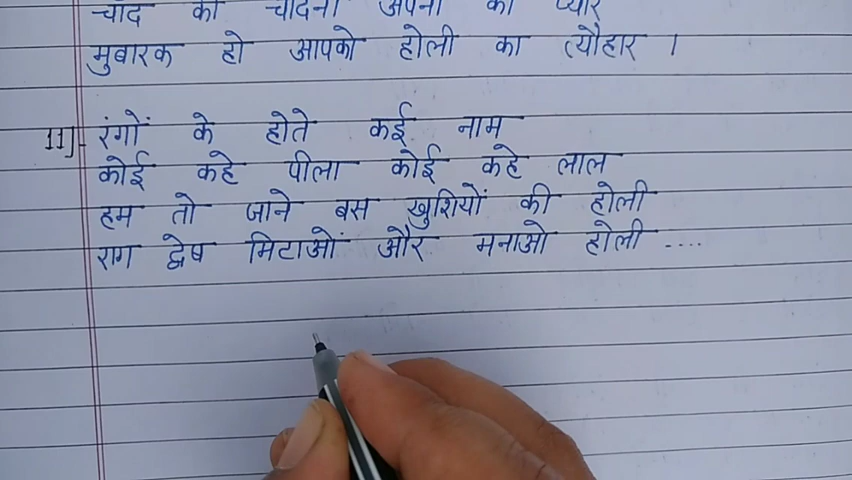 चाँद की चाँदनी अपनों का प्यार
मुबारक हो आपको होली का त्यौहार ।
11)- रंगों के होते कई नाम
कोई कहे पीला कोई कहे लाल
हम तो जाने बस खुशियों की होली
राग द्वेष मिटाओं और मनाओ होली ....